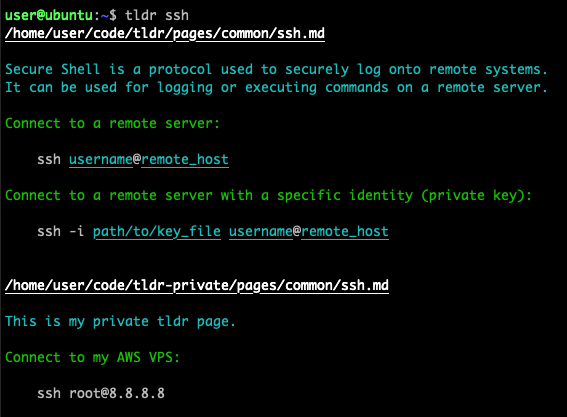 user@ubuntu:~$ tldr ssh
/home/user/code/tldr/pages/common/ssh.md
Secure Shell is a protocol used to securely log onto remote systems.
It can be used for logging or executing commands on a remote server.
Connect to a remote server:
ssh username@remote_host
Connect to a remote server with a specific identity (private key):
ssh -i path/to/key_file username@remote_host
/home/user/code/tldr-private/pages/common/ssh.md
This is my private tldr page.
Connect to my AWS VPS:
ssh root@8.8.8.8